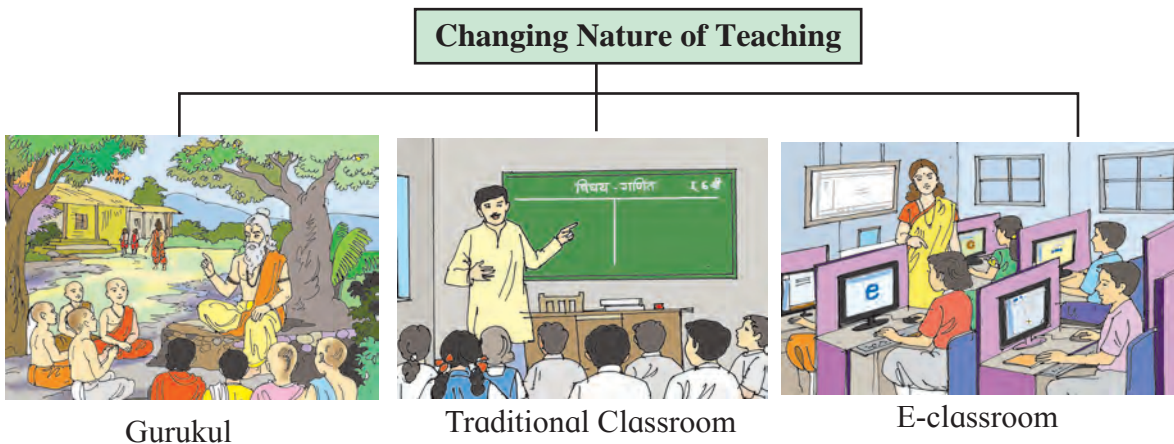 Changing Nature of Teaching
विषय - गणित
e
e
Gurukul
Traditional Classroom
E-classroom